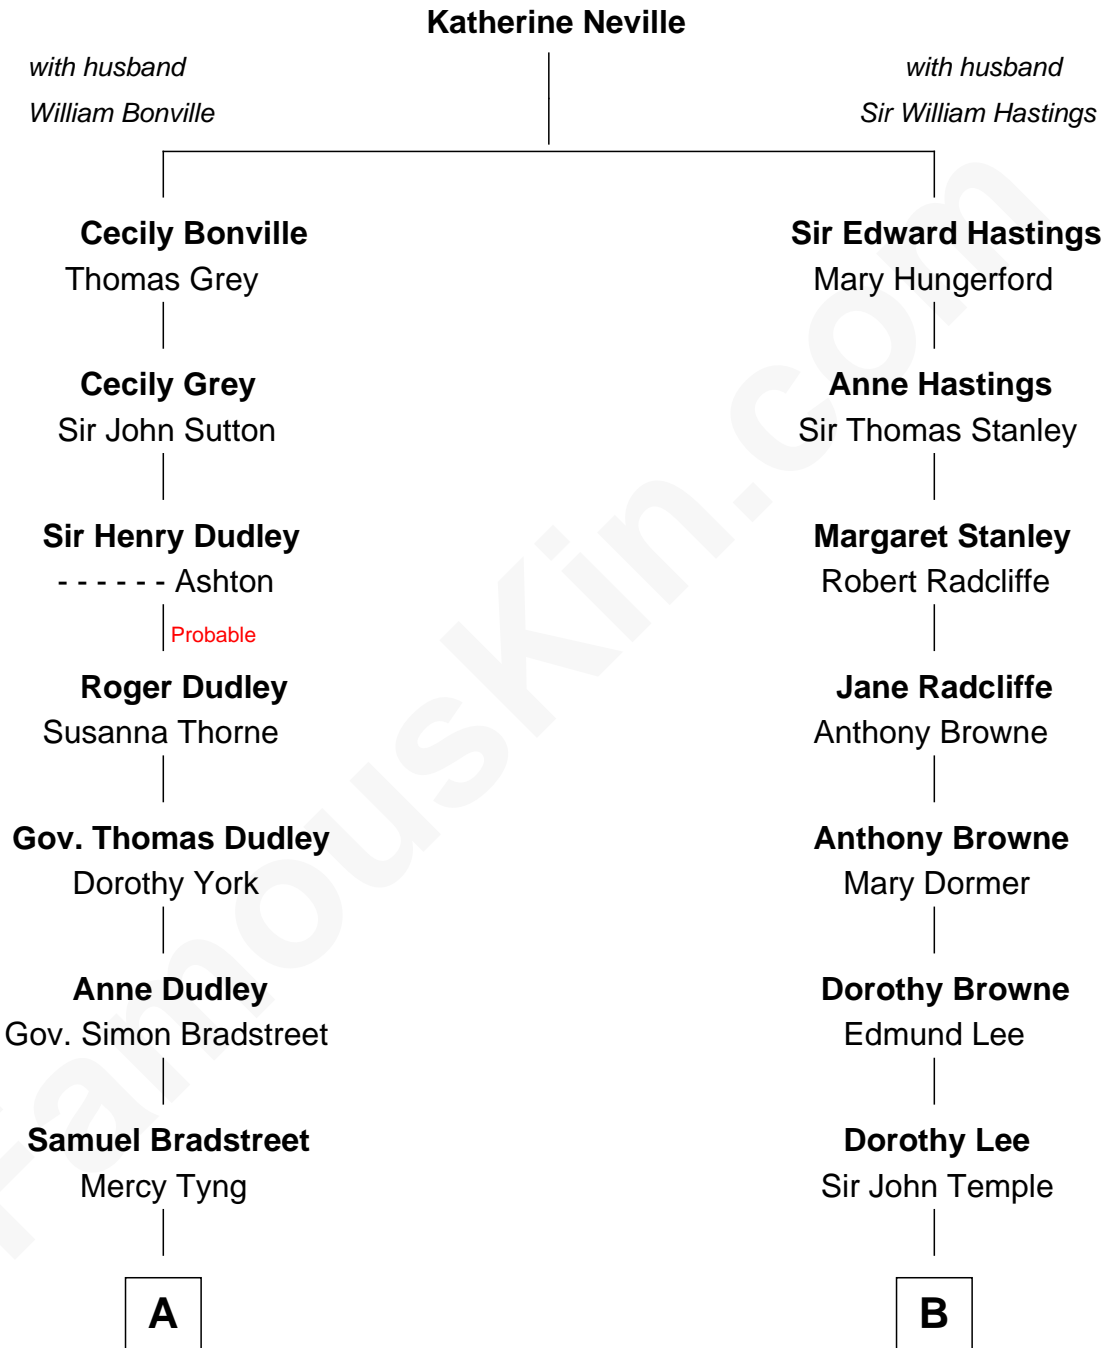 Katherine Neville
with husband
William Bonville
with husband
Sir William Hastings
Cecily Bonville
Thomas Grey
Sir Edward Hastings
Mary Hungerford
Cecily Grey
Sir John Sutton
Anne Hastings
Sir Thomas Stanley
Sir Henry Dudley
- - - - - - Ashton
Probable
Margaret Stanley
Robert Radcliffe
Roger Dudley
Susanna Thorne
Jane Radcliffe
Anthony Browne
Gov. Thomas Dudley
Dorothy York
Anthony Browne
Mary Dormer
Anne Dudley
Gov. Simon Bradstreet
Dorothy Browne
Edmund Lee
Samuel Bradstreet
Mercy Tyng
Dorothy Lee
Sir John Temple
A
B
FamousKin.com